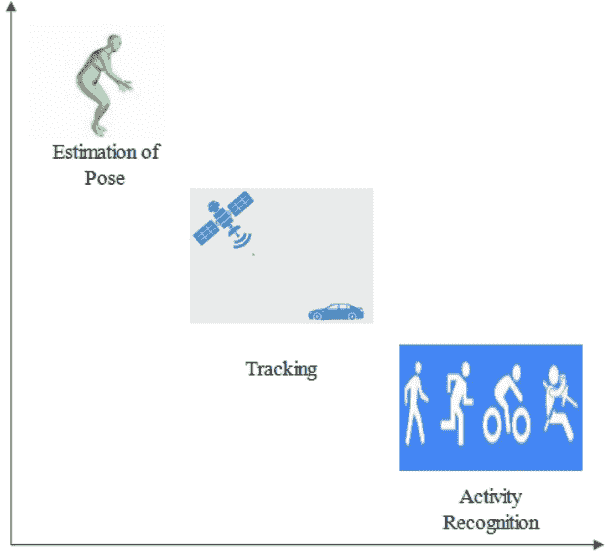 Estimation of
Pose
Tracking
Activity
Recognition